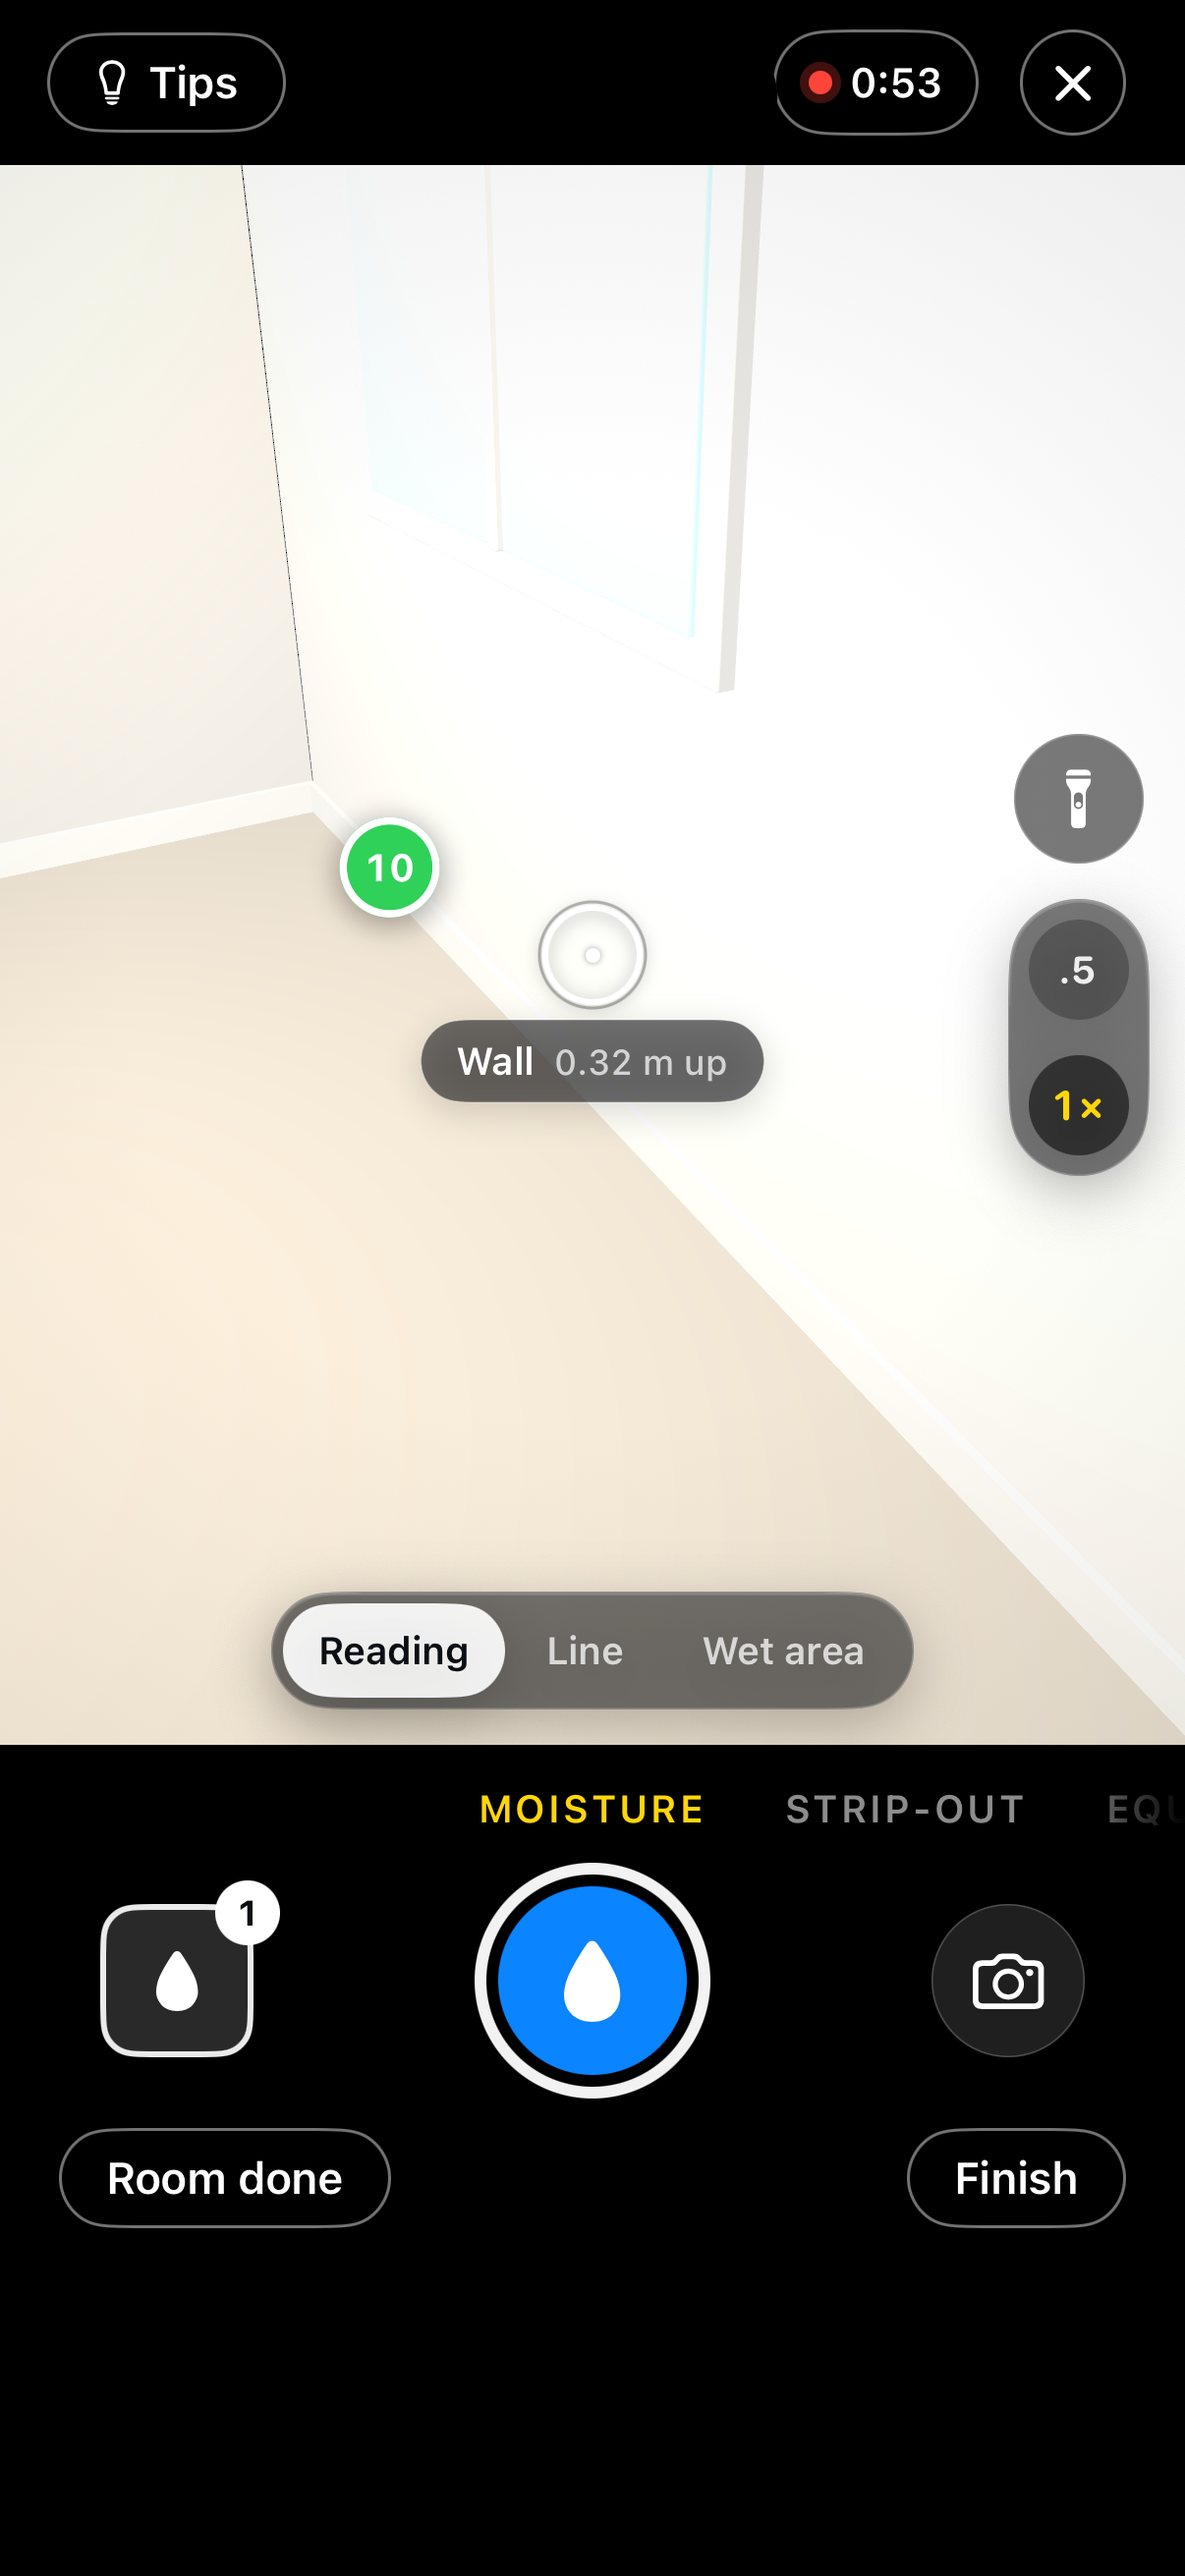 Tips
0:53
10
Wall 0.32 m up
.5
1×
Reading Line Wet area
MOISTURE STRIP-OUT EQU
1
Room done Finish